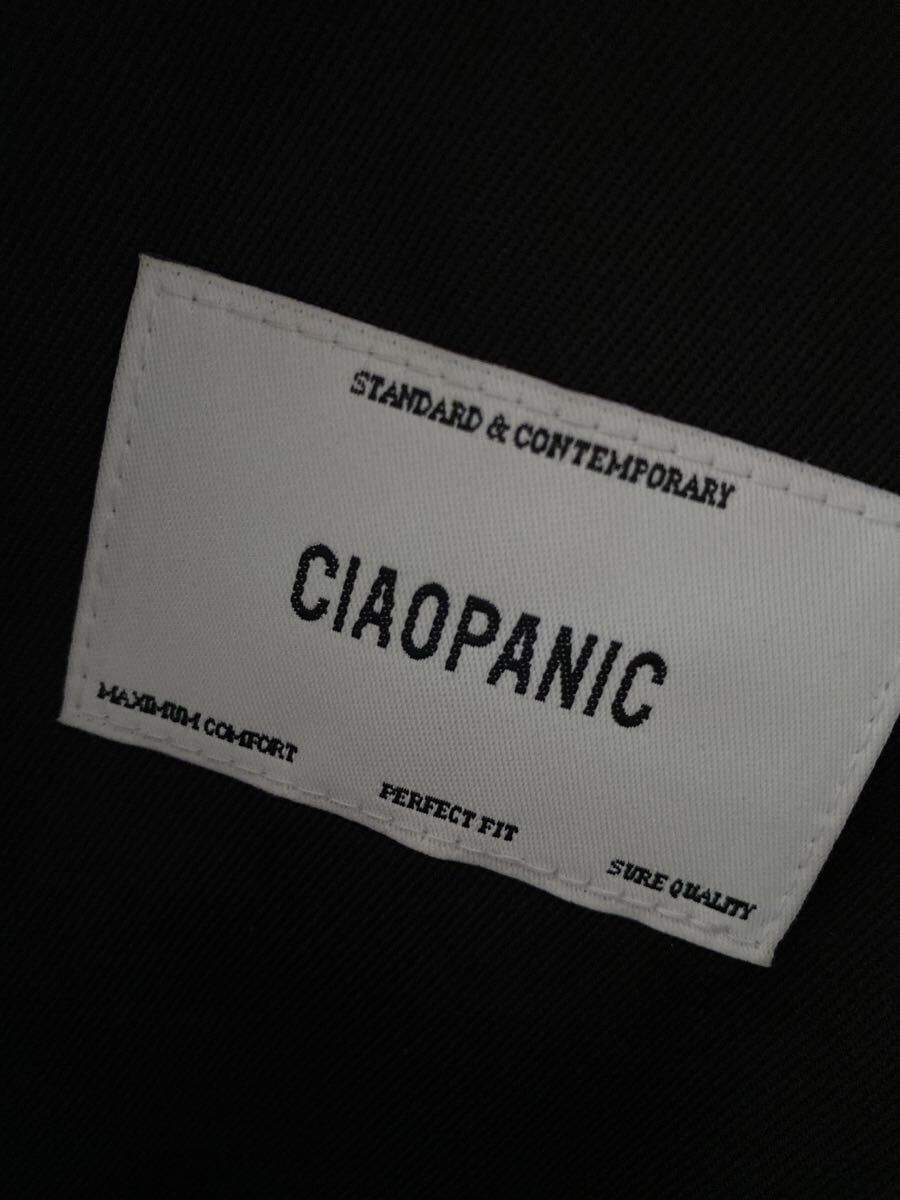 STANDARD & CONTEMPORARY
CIAOPANIC
MAXIMUM COMFORT
PERFECT FIT
SURE QUALITY